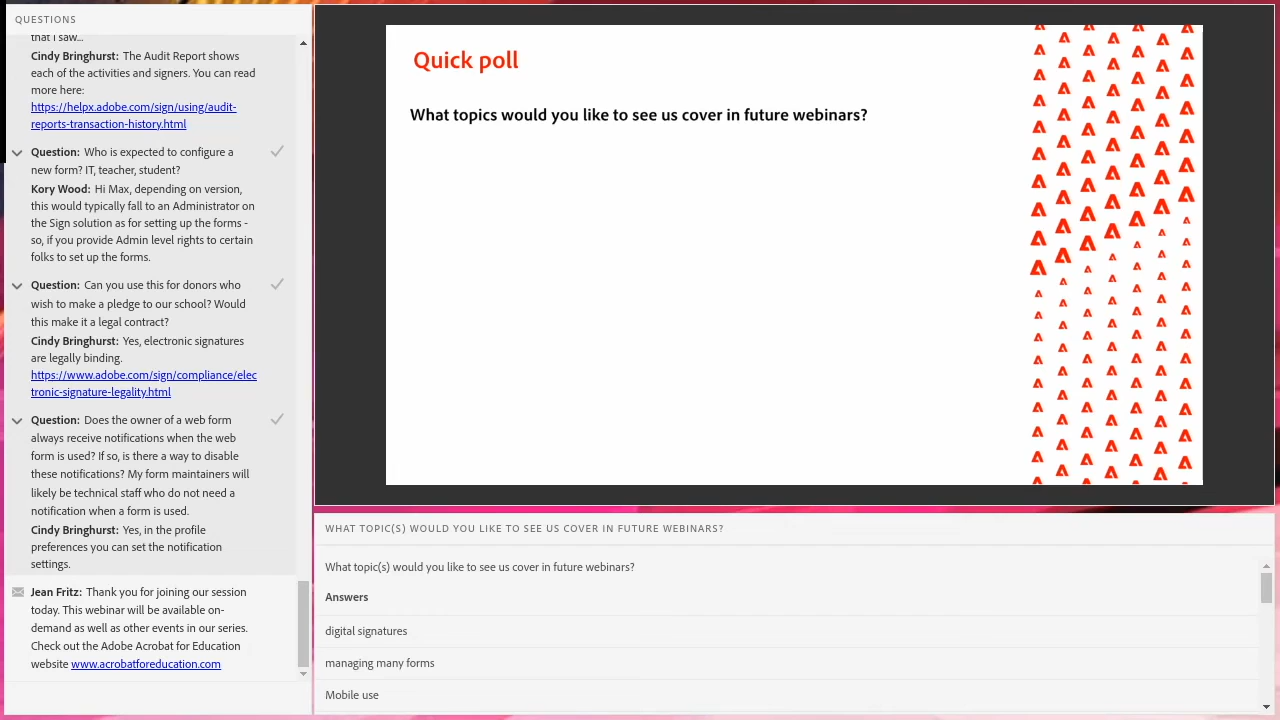 QUESTIONS
that I saw...
Cindy Bringhurst: The Audit Report shows
each of the activities and signers. You can read
more here:
https://helpx.adobe.com/sign/using/audit-
reports-transaction-history.html
Question: Who is expected to configure a
new form? IT, teacher, student?
Kory Wood: Hi Max, depending on version,
this would typically fall to an Administrator on
the Sign solution as for setting up the forms -
so, if you provide Admin level rights to certain
folks to set up the forms.
Question: Can you use this for donors who
wish to make a pledge to our school? Would
this make it a legal contract?
Cindy Bringhurst: Yes, electronic signatures
are legally binding.
https://www.adobe.com/sign/compliance/elec
tronic-signature-legality.html
Question: Does the owner of a web form
always receive notifications when the web
form is used? If so, is there a way to disable
these notifications? My form maintainers will
likely be technical staff who do not need a
notification when a form is used.
Cindy Bringhurst: Yes, in the profile
preferences you can set the notification
settings.
Jean Fritz: Thank you for joining our session
today. This webinar will be available on-
demand as well as other events in our series.
Check out the Adobe Acrobat for Education
website www.acrobatforeducation.com
Quick poll
What topics would you like to see us cover in future webinars?
WHAT TOPIC(S) WOULD YOU LIKE TO SEE US COVER IN FUTURE WEBINARS?
What topic(s) would you like to see us cover in future webinars?
Answers
digital signatures
managing many forms
Mobile use